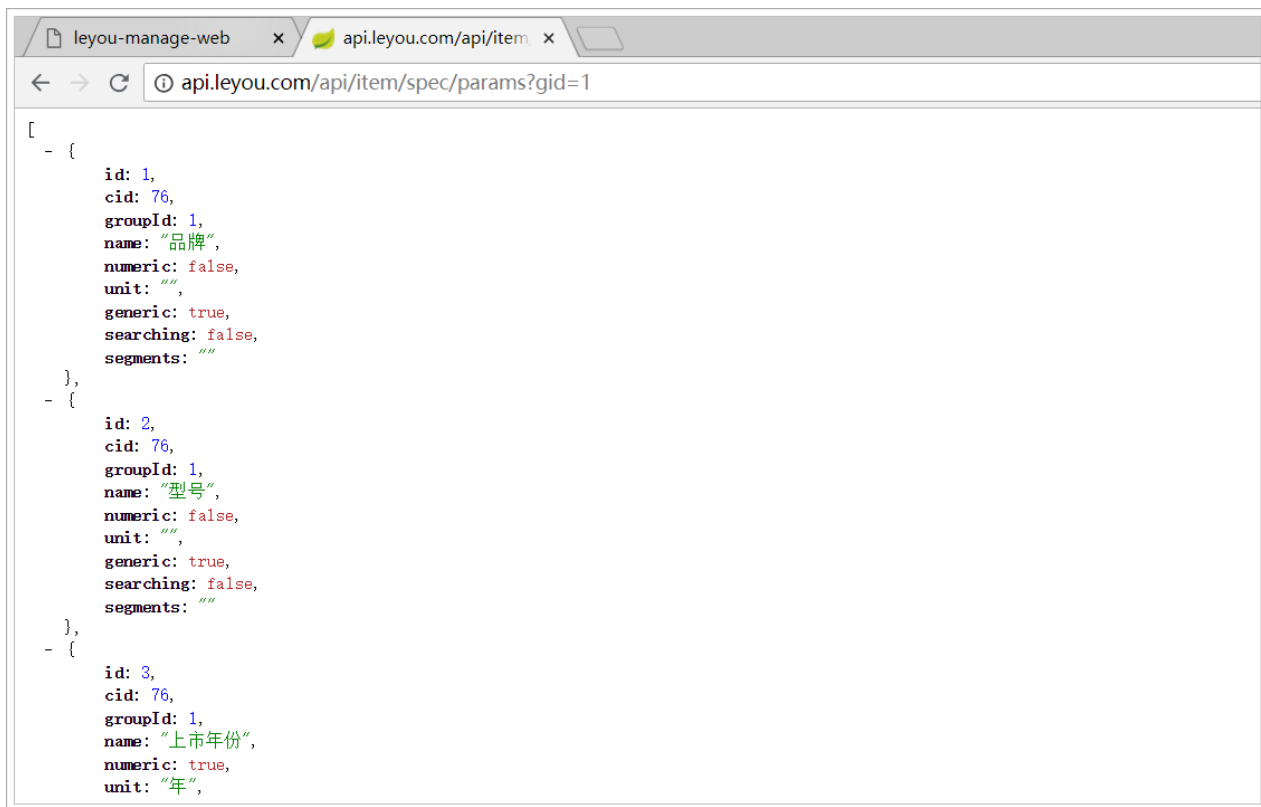 leyou-manage-web × api.leyou.com/api/item ×
api.leyou.com/api/item/spec/params?gid=1
[
- {
id: 1,
cid: 76,
groupId: 1,
name: "品牌",
numeric: false,
unit: "",
generic: true,
searching: false,
segments: ""
},
- {
id: 2,
cid: 76,
groupId: 1,
name: "型号",
numeric: false,
unit: "",
generic: true,
searching: false,
segments: ""
},
- {
id: 3,
cid: 76,
groupId: 1,
name: "上市年份",
numeric: true,
unit: "年",